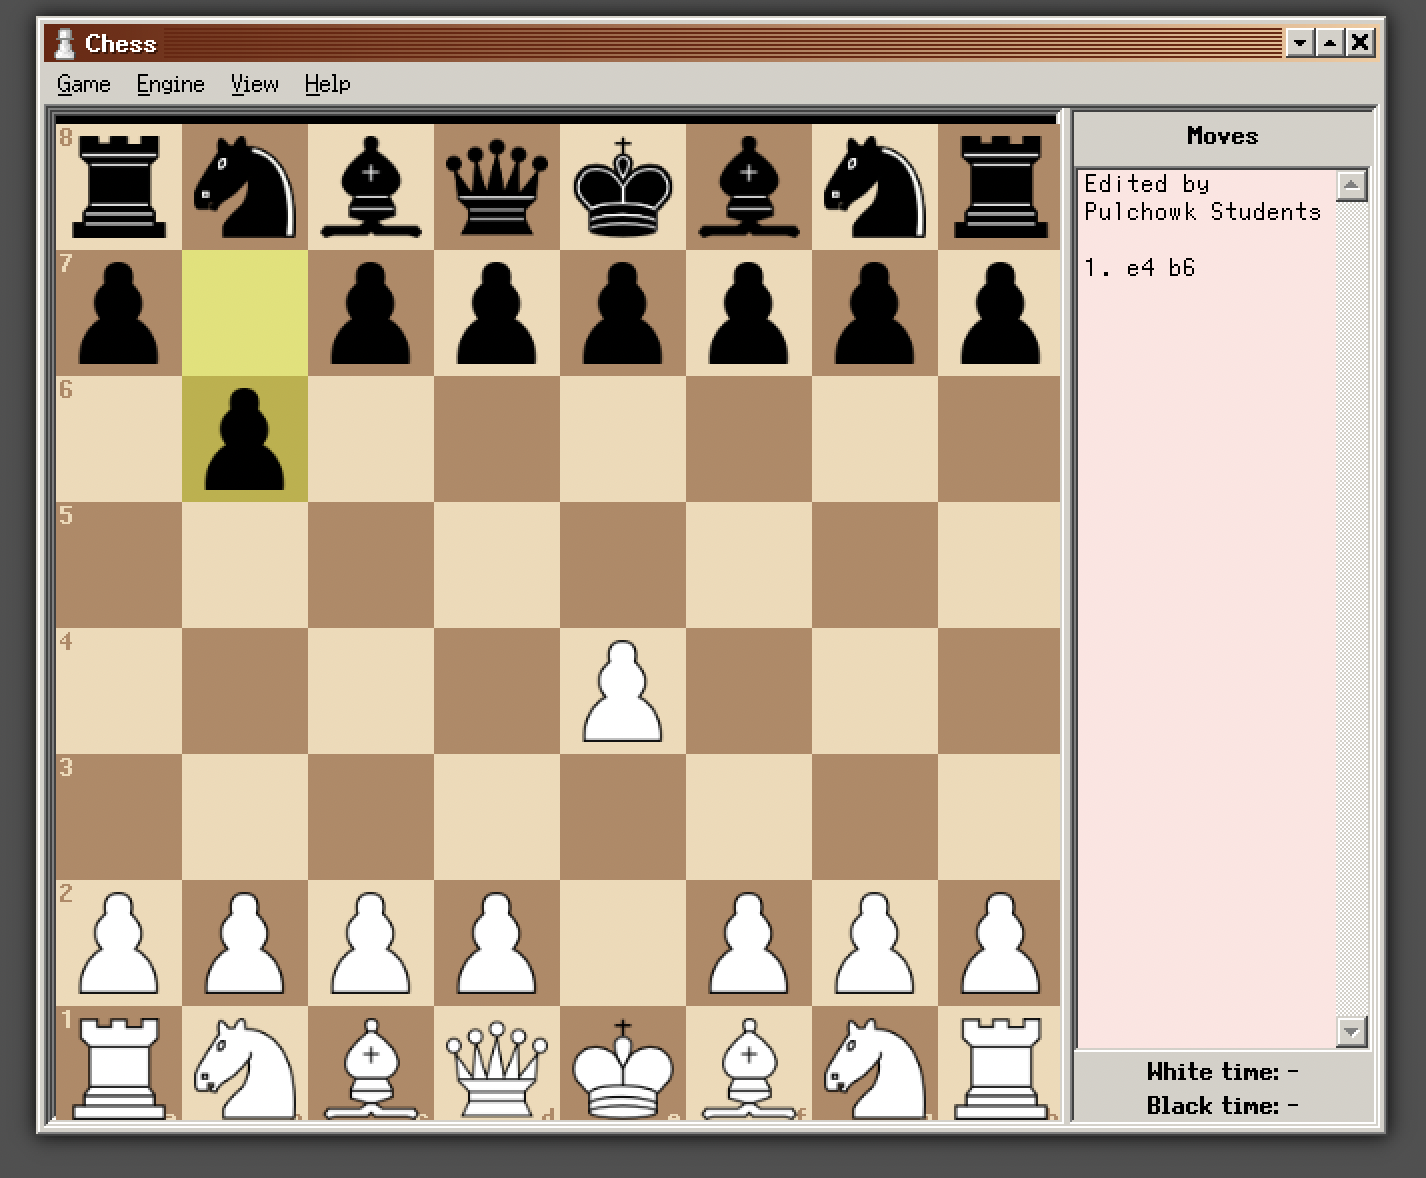 Chess
Game Engine View Help
Moves
Edited by
Pulchowk Students
1. e4 b6
8
7
6
5
4
3
2
1
d
f
White time: -
Black time: -